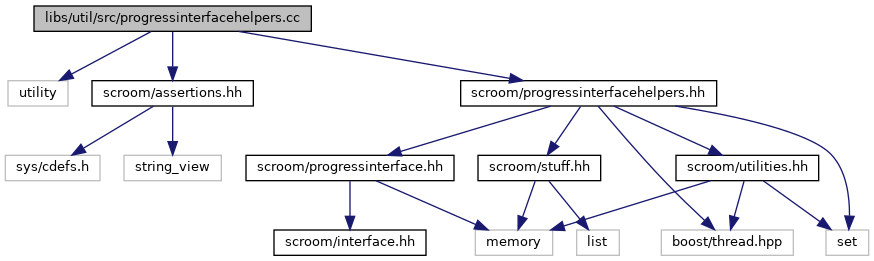 libs/util/src/progressinterfacehelpers.cc
utility
scroom/assertions.hh
scroom/progressinterfacehelpers.hh
sys/cdefs.h
string_view
scroom/progressinterface.hh
scroom/stuff.hh
scroom/utilities.hh
scroom/interface.hh
memory
list
boost/thread.hpp
set